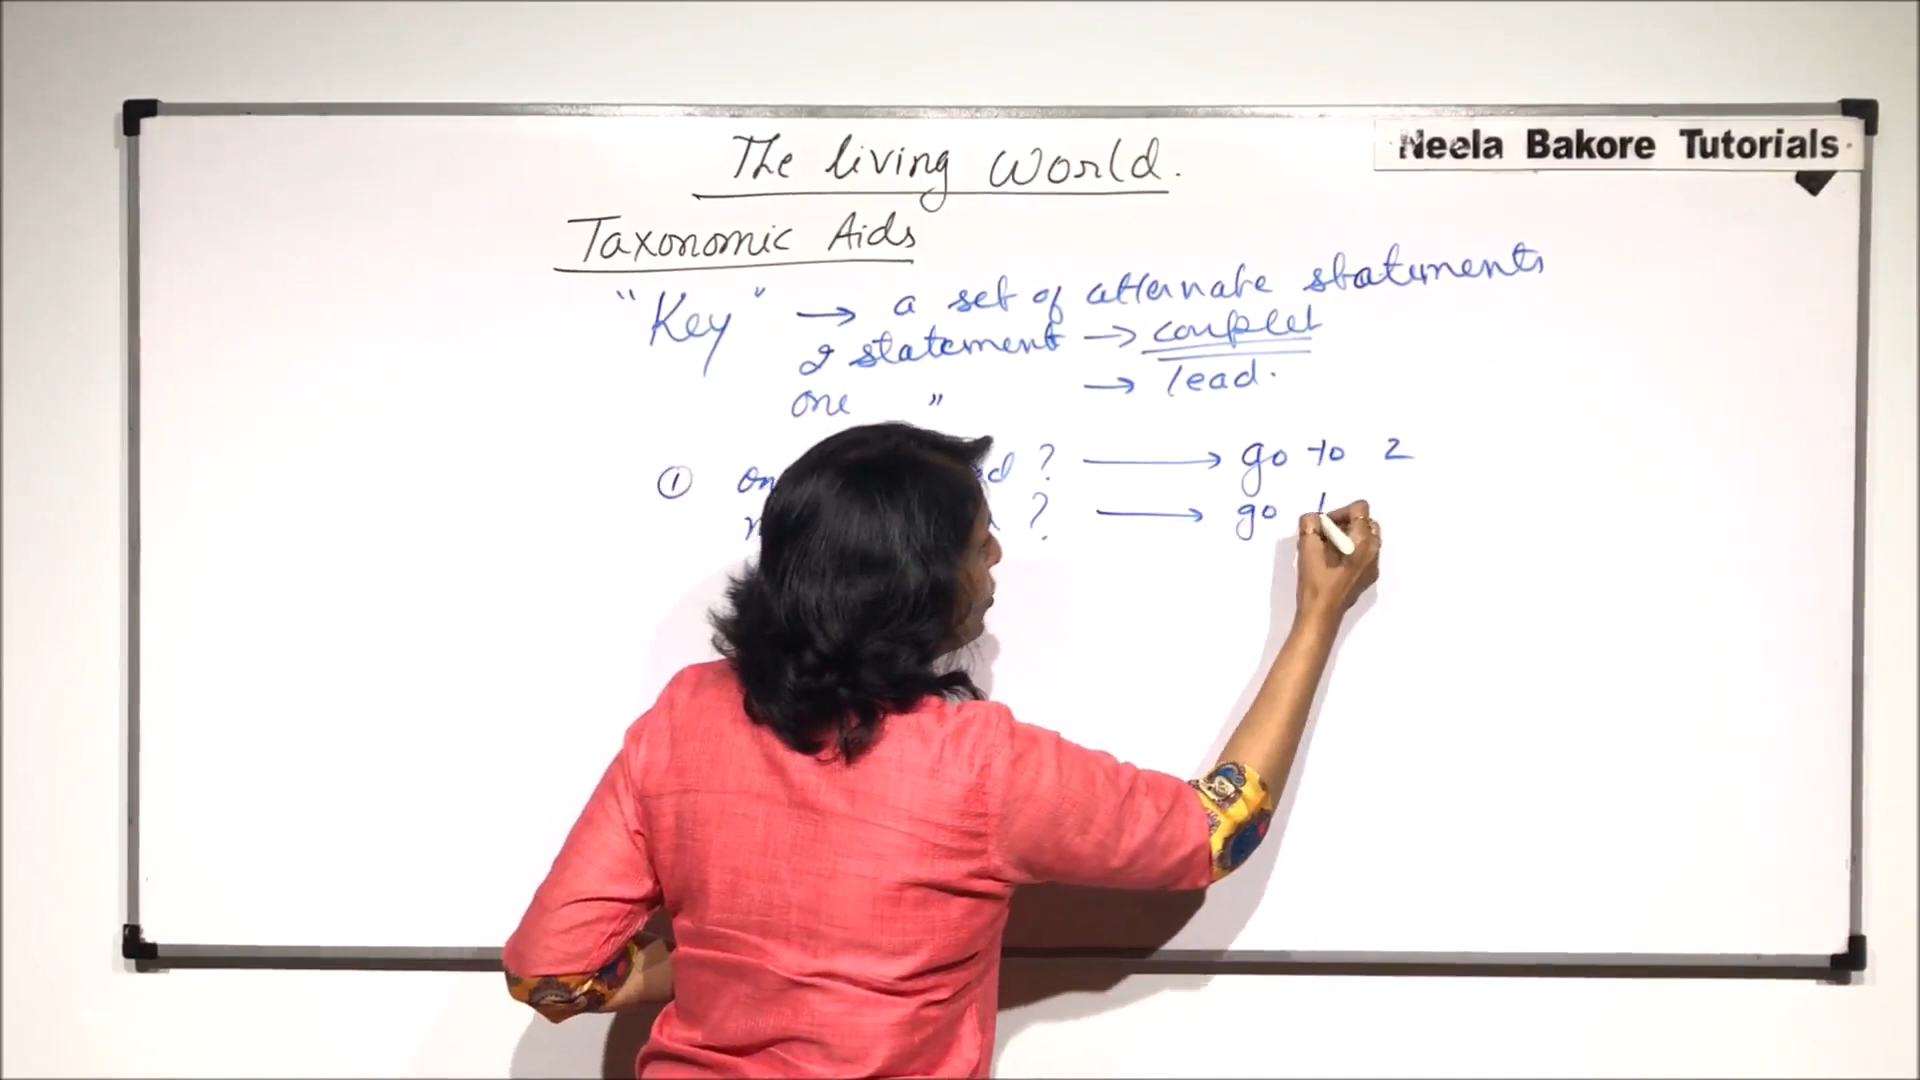 The living World.
Neela Bakore Tutorials
Taxonomic Aids
"Key" → a set of alternate statements
2 statement → couplet
one " → lead.
① ? → go to 2
? → go